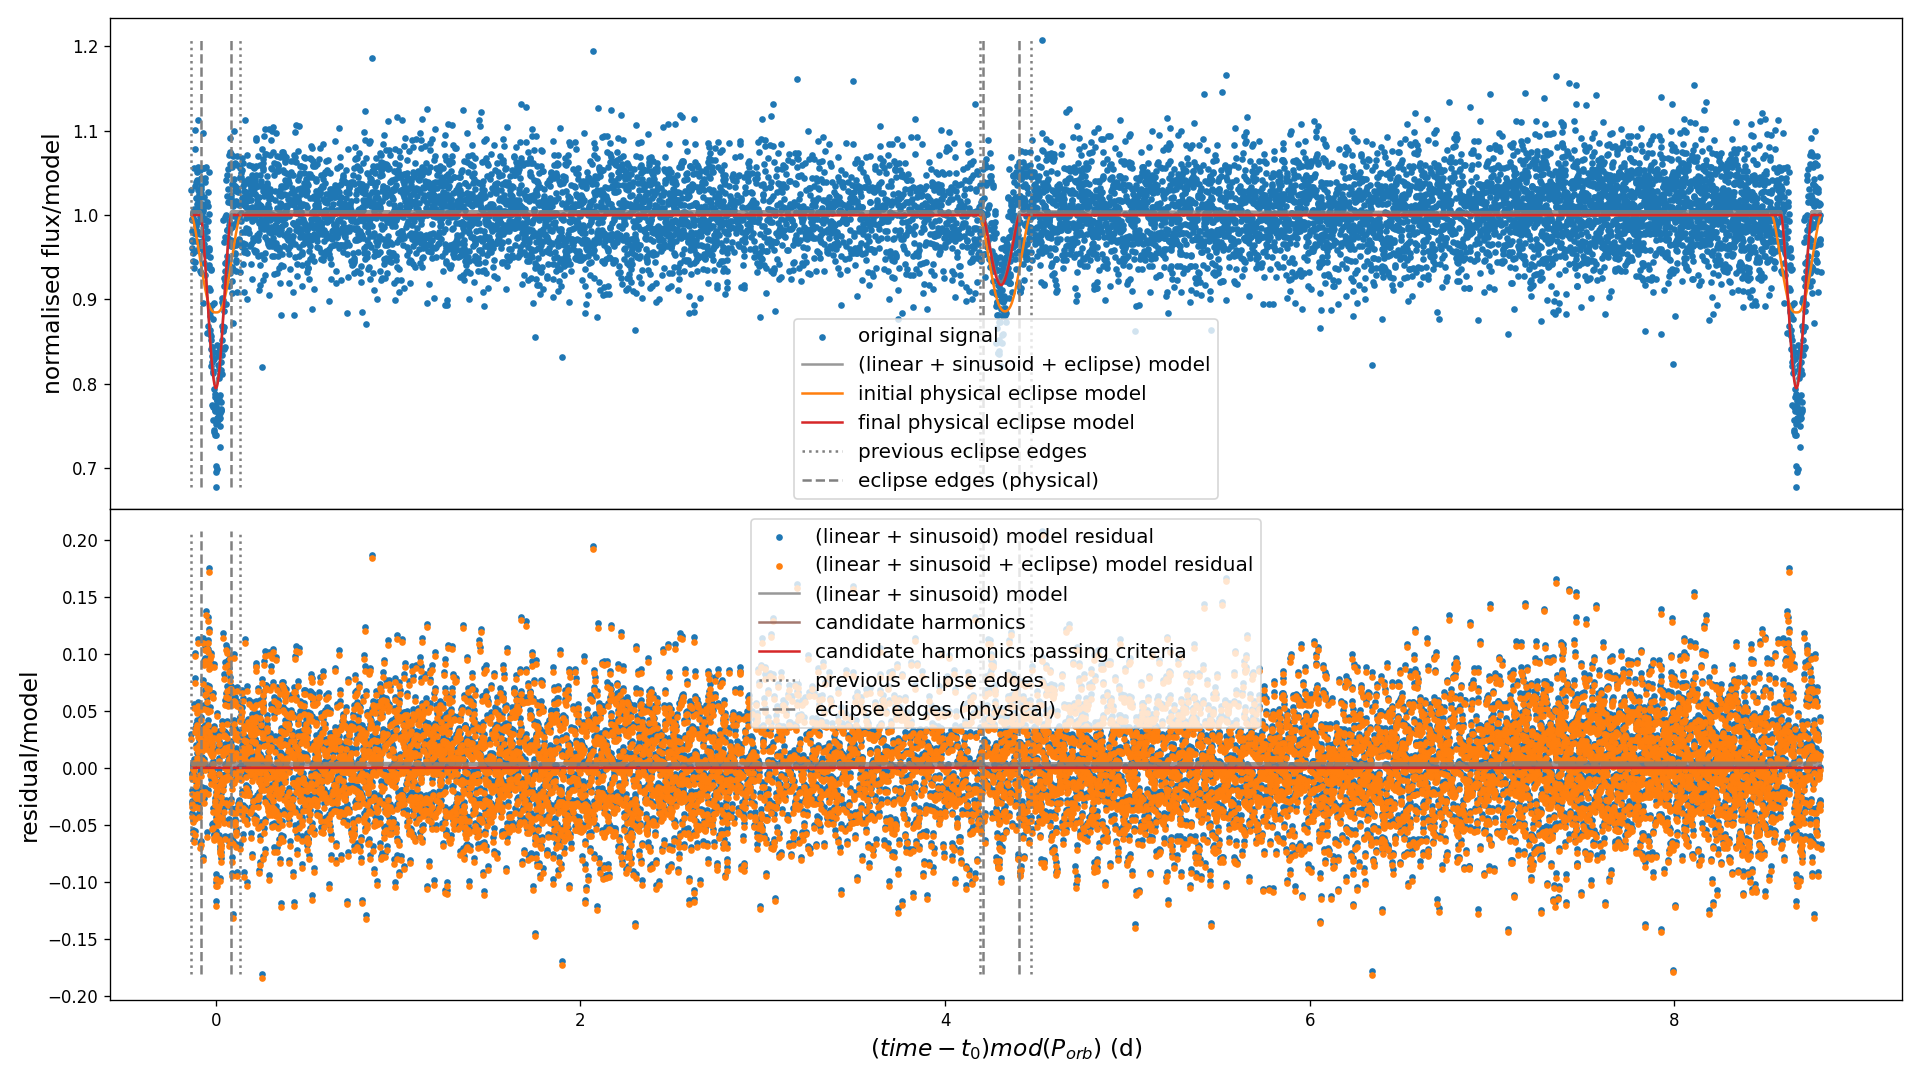 normalised flux/model
1.2
1.1
1.0
0.9
0.8
0.7
original signal
(linear + sinusoid + eclipse) model
initial physical eclipse model
final physical eclipse model
previous eclipse edges
eclipse edges (physical)
residual/model
0.20
0.15
0.10
0.05
0.00
−0.05
−0.10
−0.15
−0.20
(linear + sinusoid) model residual
(linear + sinusoid + eclipse) model residual
(linear + sinusoid) model
candidate harmonics
candidate harmonics passing criteria
previous eclipse edges
eclipse edges (physical)
0 2 4 6 8
(time − t₀)mod(Pₒᵣb) (d)